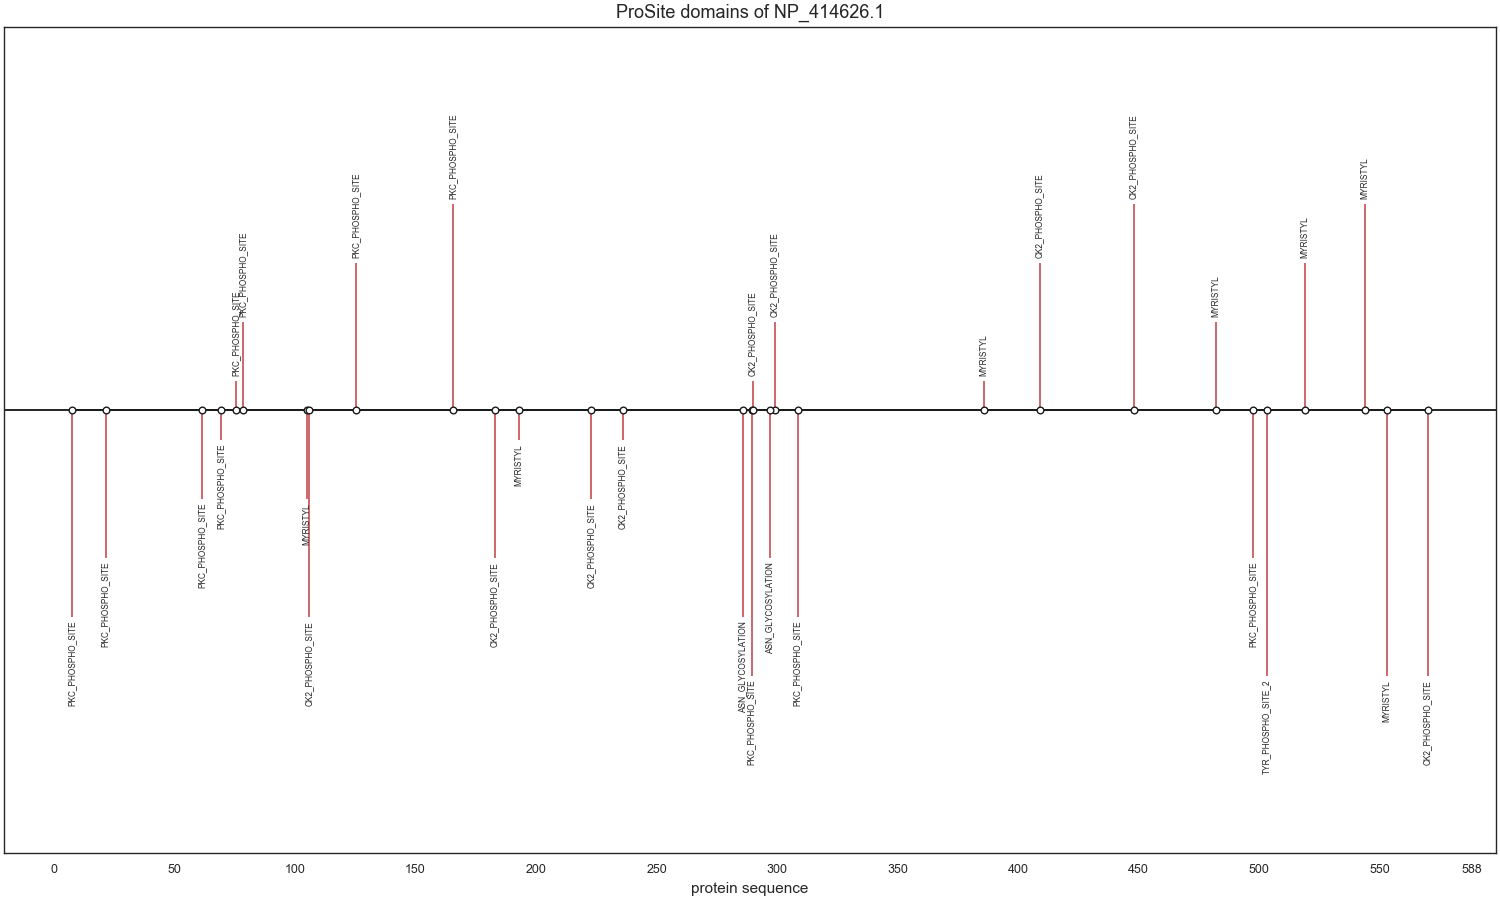 ProSite domains of NP_414626.1
PKC_PHOSPHO_SITE
PKC_PHOSPHO_SITE
PKC_PHOSPHO_SITE
PKC_PHOSPHO_SITE
PKC_PHOSPHO_SITE
PKC_PHOSPHO_SITE
MYRISTYL
CK2_PHOSPHO_SITE
PKC_PHOSPHO_SITE
PKC_PHOSPHO_SITE
CK2_PHOSPHO_SITE
MYRISTYL
CK2_PHOSPHO_SITE
CK2_PHOSPHO_SITE
ASN_GLYCOSYLATION
PKC_PHOSPHO_SITE
CK2_PHOSPHO_SITE
ASN_GLYCOSYLATION
CK2_PHOSPHO_SITE
PKC_PHOSPHO_SITE
MYRISTYL
CK2_PHOSPHO_SITE
CK2_PHOSPHO_SITE
MYRISTYL
PKC_PHOSPHO_SITE
TYR_PHOSPHO_SITE_2
MYRISTYL
MYRISTYL
MYRISTYL
CK2_PHOSPHO_SITE
0 50 100 150 200 250 300 350 400 450 500 550 588
protein sequence